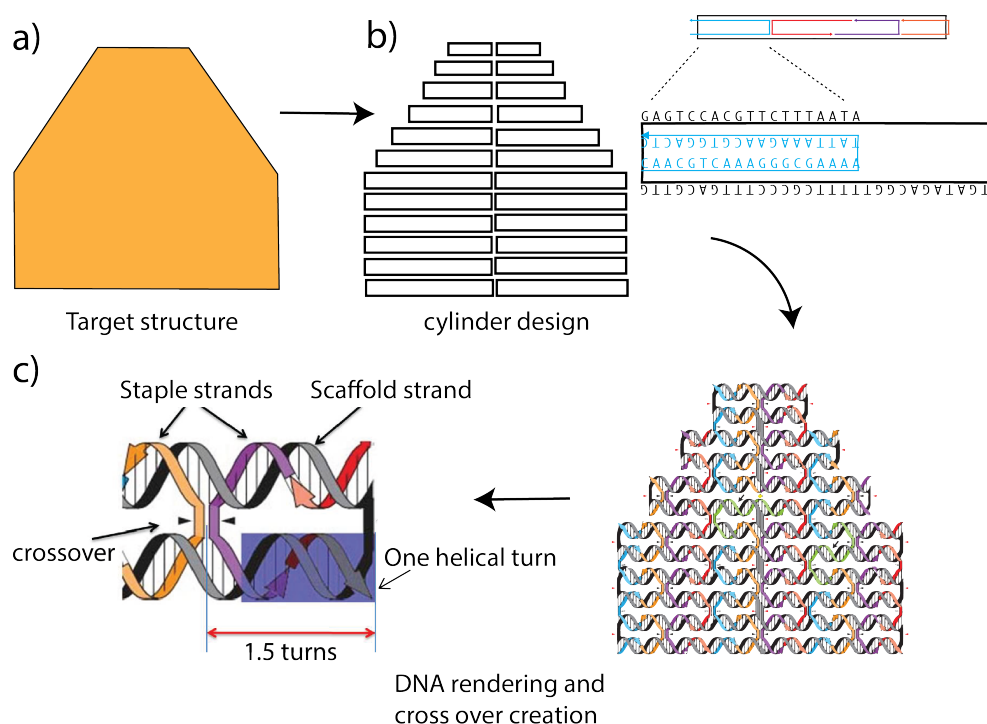 a)
b)
GAGTCCACGTTCTTTAATA
TATTAAAGAACGTGGACTC
CAACGTCAAAGGGCGAAAA
Target structure
cylinder design
c)
Staple strands
Scaffold strand
crossover
One helical turn
1.5 turns
DNA rendering and
cross over creation